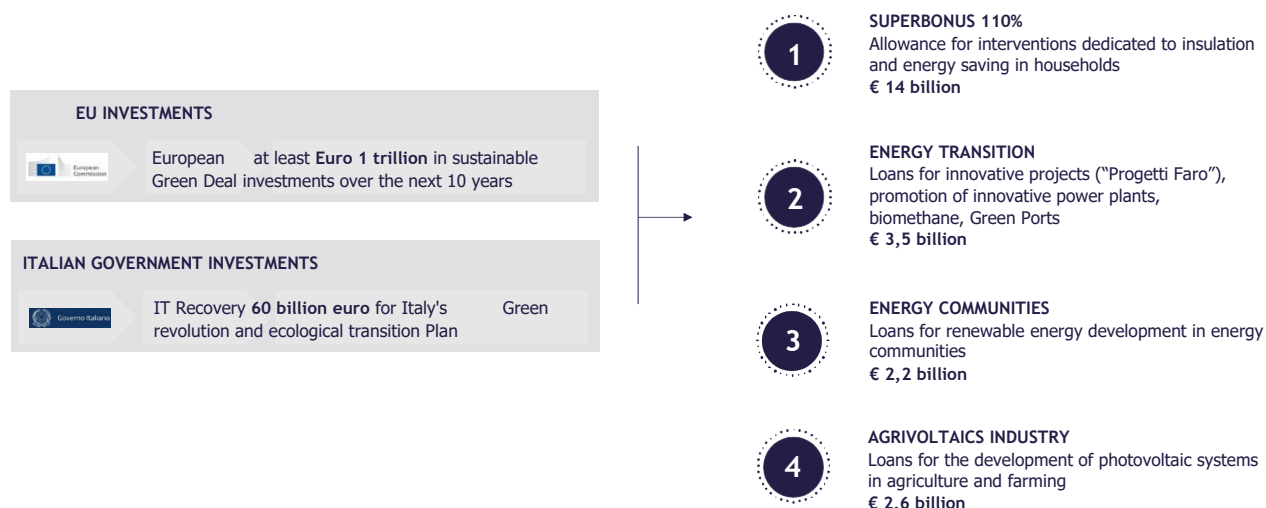 EU INVESTMENTS
European Commission
European at least Euro 1 trillion in sustainable
Green Deal investments over the next 10 years
ITALIAN GOVERNMENT INVESTMENTS
Governo Italiano
IT Recovery 60 billion euro for Italy's Green
revolution and ecological transition Plan
1
SUPERBONUS 110%
Allowance for interventions dedicated to insulation
and energy saving in households
€ 14 billion
2
ENERGY TRANSITION
Loans for innovative projects (“Progetti Faro”),
promotion of innovative power plants,
biomethane, Green Ports
€ 3,5 billion
3
ENERGY COMMUNITIES
Loans for renewable energy development in energy
communities
€ 2,2 billion
4
AGRIVOLTAICS INDUSTRY
Loans for the development of photovoltaic systems
in agriculture and farming
€ 2,6 billion